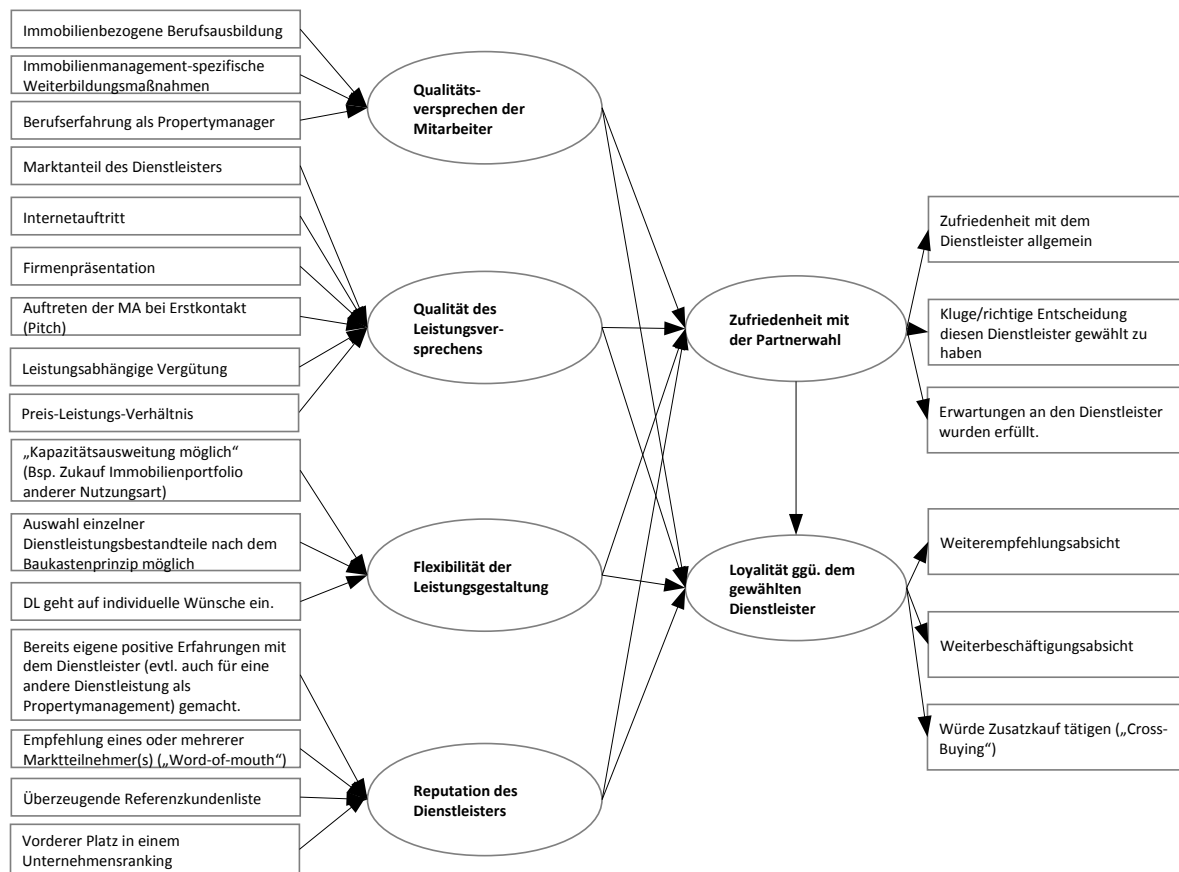 Immobilienbezogene Berufsausbildung
Immobilienmanagement-spezifische
Weiterbildungsmaßnahmen
Berufserfahrung als Propertymanager
Marktanteil des Dienstleisters
Internetauftritt
Firmenpräsentation
Auftreten der MA bei Erstkontakt
(Pitch)
Leistungsabhängige Vergütung
Preis-Leistungs-Verhältnis
„Kapazitätsausweitung möglich“
(Bsp. Zukauf Immobilienportfolio
anderer Nutzungsart)
Auswahl einzelner
Dienstleistungsbestandteile nach dem
Baukastenprinzip möglich
DL geht auf individuelle Wünsche ein.
Bereits eigene positive Erfahrungen mit
dem Dienstleister (evtl. auch für eine
andere Dienstleistung als
Propertymanagement) gemacht.
Empfehlung eines oder mehrerer
Marktteilnehmer(s) („Word-of-mouth“)
Überzeugende Referenzkundenliste
Vorderer Platz in einem
Unternehmensranking
Qualitäts-
versprechen der
Mitarbeiter
Qualität des
Leistungsver-
sprechens
Flexibilität der
Leistungsgestaltung
Reputation des
Dienstleisters
Zufriedenheit mit
der Partnerwahl
Loyalität ggü. dem
gewählten
Dienstleister
Zufriedenheit mit dem
Dienstleister allgemein
Kluge/richtige Entscheidung
diesen Dienstleister gewählt zu
haben
Erwartungen an den Dienstleister
wurden erfüllt.
Weiterempfehlungsabsicht
Weiterbeschäftigungsabsicht
Würde Zusatzkauf tätigen („Cross-
Buying“)